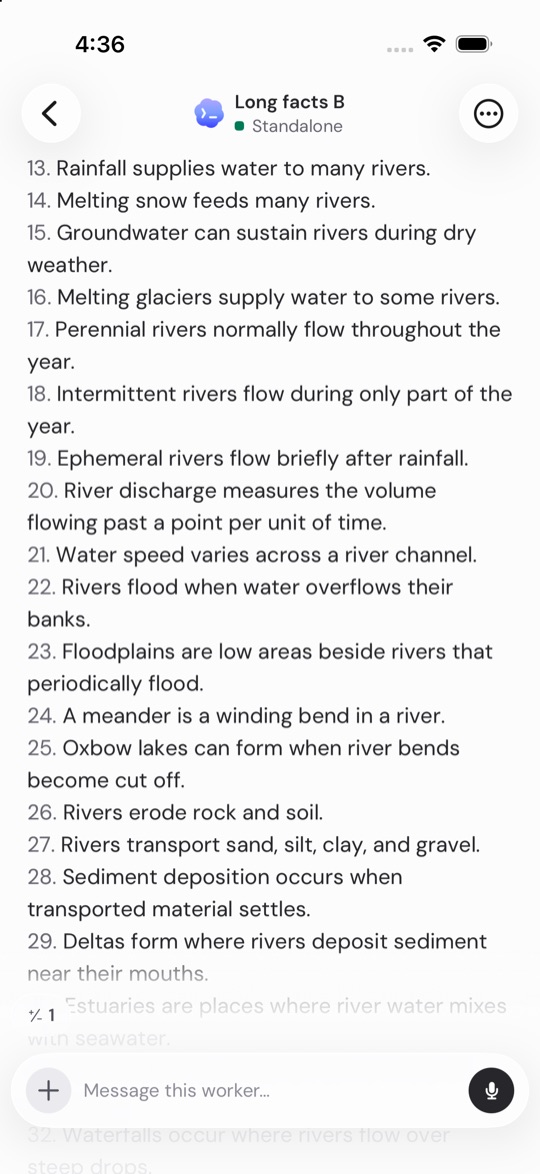 4:36
Long facts B
Standalone
13. Rainfall supplies water to many rivers.
14. Melting snow feeds many rivers.
15. Groundwater can sustain rivers during dry
weather.
16. Melting glaciers supply water to some rivers.
17. Perennial rivers normally flow throughout the
year.
18. Intermittent rivers flow during only part of the
year.
19. Ephemeral rivers flow briefly after rainfall.
20. River discharge measures the volume
flowing past a point per unit of time.
21. Water speed varies across a river channel.
22. Rivers flood when water overflows their
banks.
23. Floodplains are low areas beside rivers that
periodically flood.
24. A meander is a winding bend in a river.
25. Oxbow lakes can form when river bends
become cut off.
26. Rivers erode rock and soil.
27. Rivers transport sand, silt, clay, and gravel.
28. Sediment deposition occurs when
transported material settles.
29. Deltas form where rivers deposit sediment
near their mouths.
Estuaries are places where river water mixes
1
with seawater.
Message this worker...
32. Waterfalls occur where rivers flow over
steep drops.